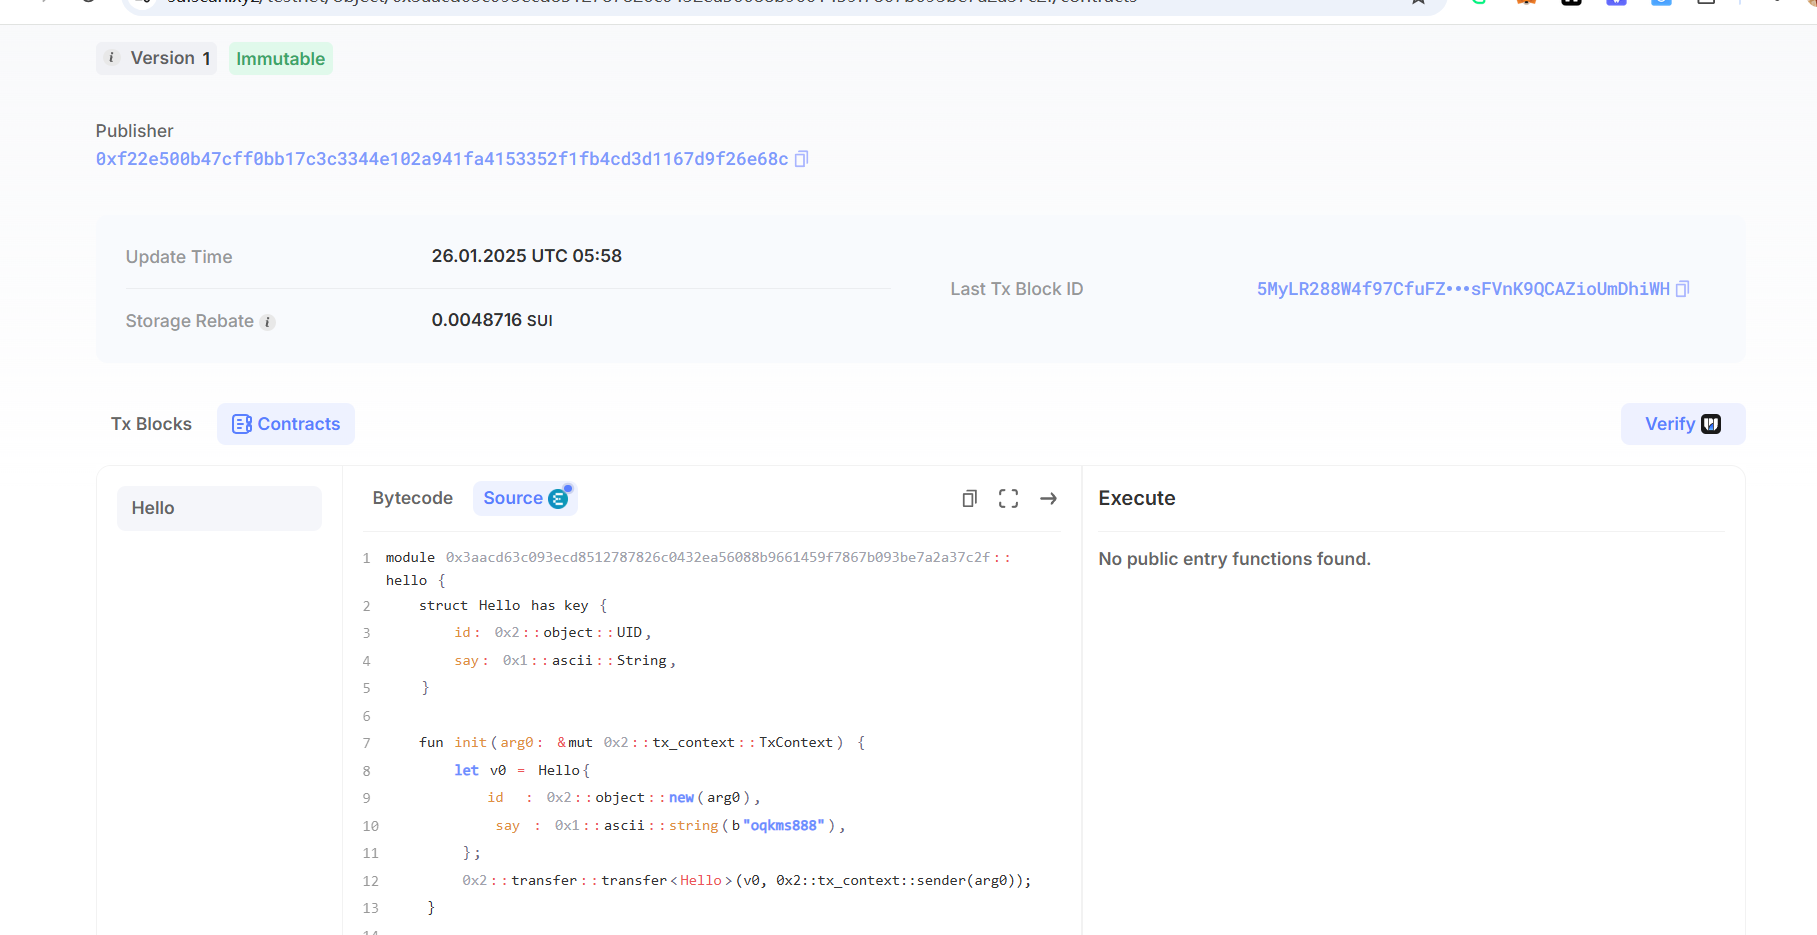 Version 1 Immutable
Publisher
0xf22e500b47cff0bb17c3c3344e102a941fa4153352f1fb4cd3d1167d9f26e68c
Update Time 26.01.2025 UTC 05:58
Last Tx Block ID 5MyLR288W4f97CfuFZ•••sFVnK9QCAZioUmDhiWH
Storage Rebate 0.0048716 SUI
Tx Blocks Contracts Verify
Hello
Bytecode Source
Execute
No public entry functions found.
1 module 0x3aacd63c093ecd8512787826c0432ea56088b9661459f7867b093be7a2a37c2f::
hello {
2 struct Hello has key {
3 id: 0x2::object::UID,
4 say: 0x1::ascii::String,
5 }
6
7 fun init(arg0: &mut 0x2::tx_context::TxContext) {
8 let v0 = Hello{
9 id : 0x2::object::new(arg0),
10 say : 0x1::ascii::string(b"oqkms888"),
11 };
12 0x2::transfer::transfer<Hello>(v0, 0x2::tx_context::sender(arg0));
13 }